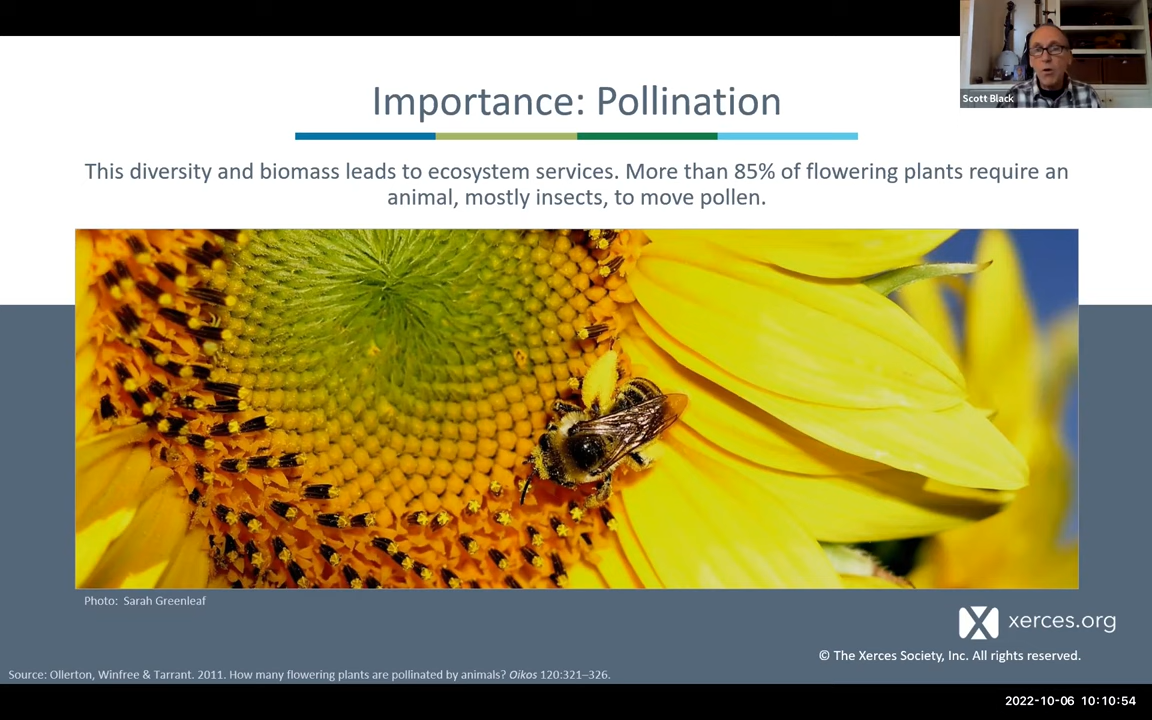 Scott Black
Importance: Pollination
This diversity and biomass leads to ecosystem services. More than 85% of flowering plants require an
animal, mostly insects, to move pollen.
Photo: Sarah Greenleaf
xerces.org
© The Xerces Society, Inc. All rights reserved.
Source: Ollerton, Winfree & Tarrant. 2011. How many flowering plants are pollinated by animals? Oikos 120:321–326.
2022-10-06 10:10:54